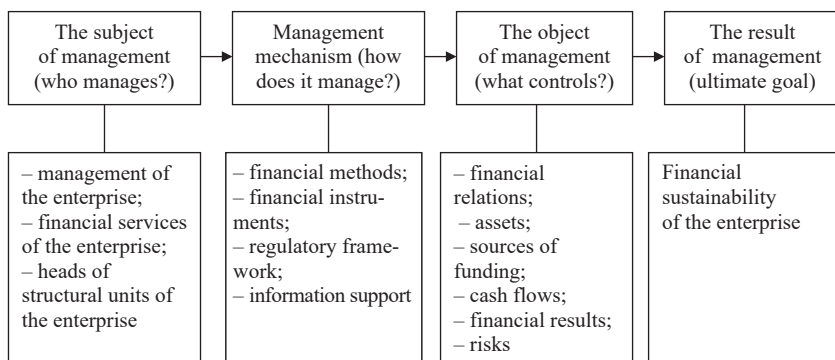 The subject
of management
(who manages?)
Management
mechanism (how
does it manage?)
The object
of management
(what controls?)
The result
of management
(ultimate goal)
– management of
the enterprise;
– financial services
of the enterprise;
– heads of
structural units of
the enterprise
– financial methods;
– financial instru-
ments;
– regulatory frame-
work;
– information support
– financial
relations;
– assets;
– sources of
funding;
– cash flows;
– financial results;
– risks
Financial
sustainability
of the enterprise